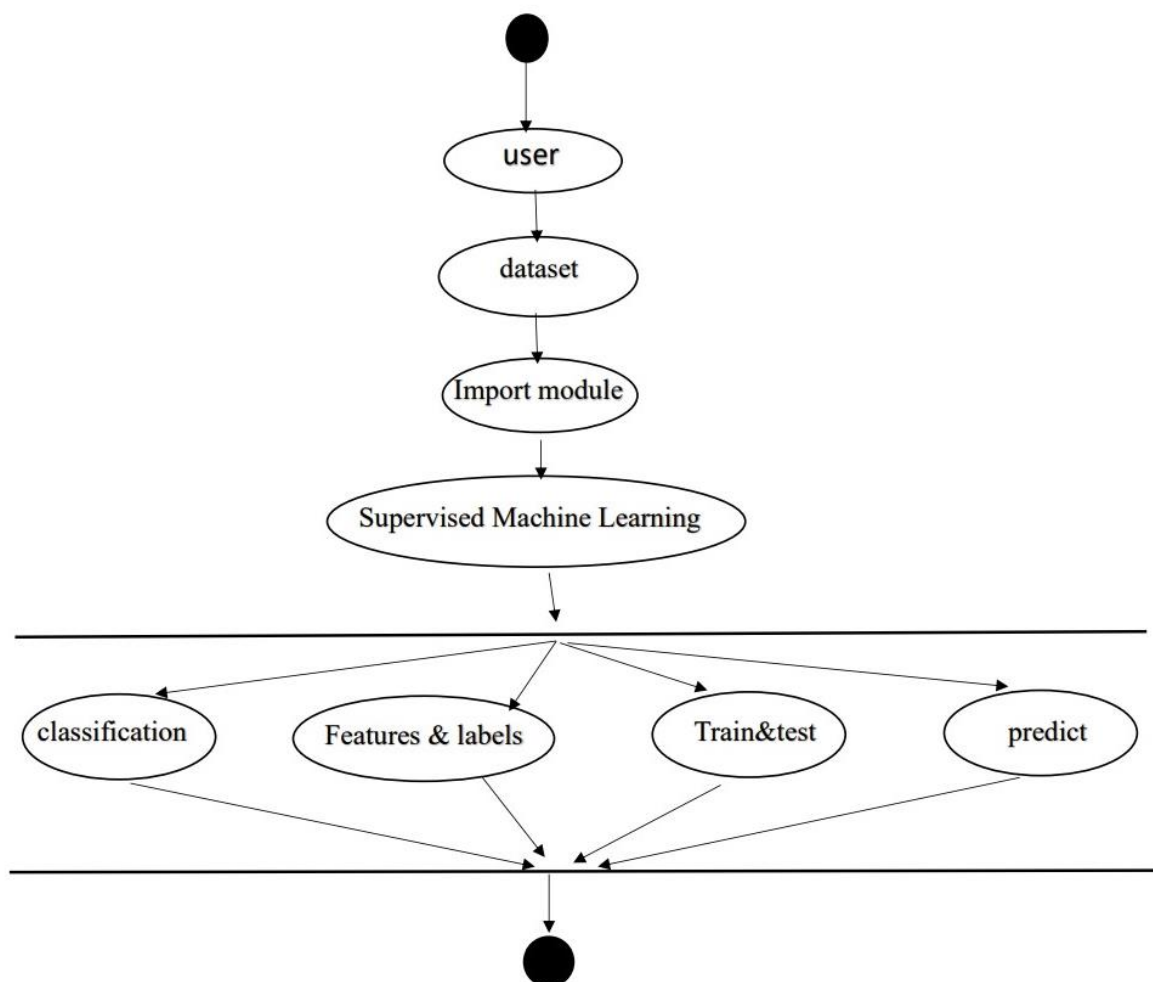 user
dataset
Import module
Supervised Machine Learning
classification
Features & labels
Train&test
predict